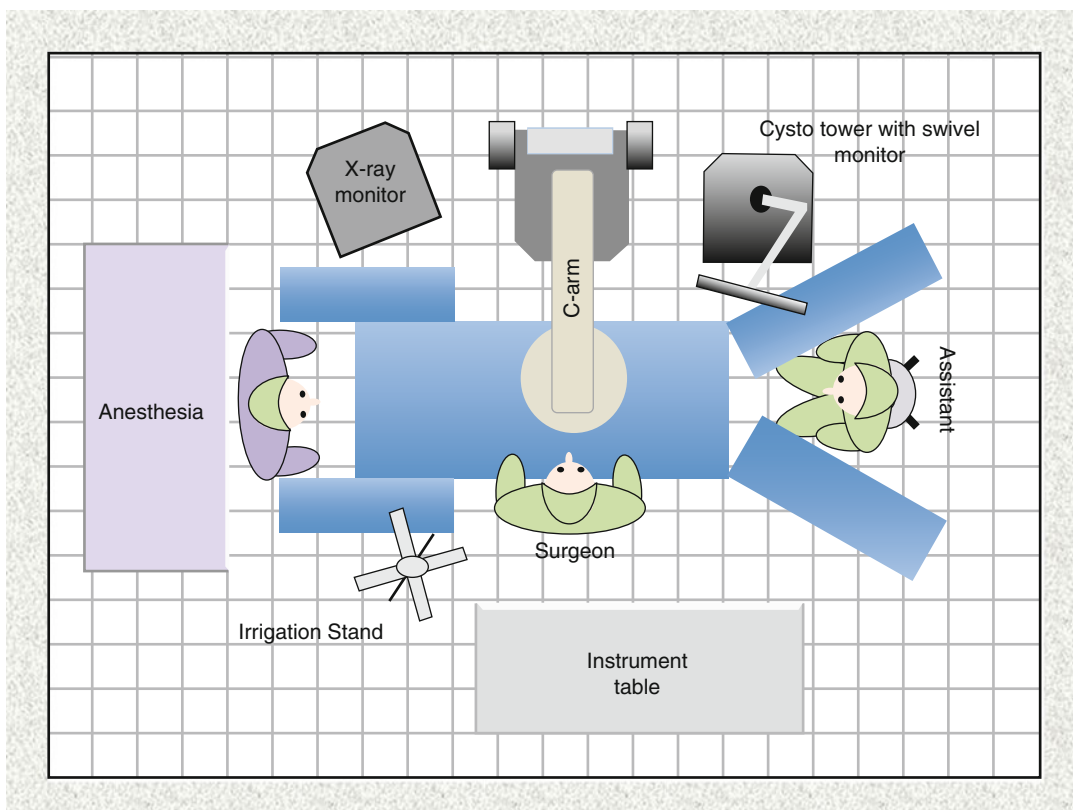 Cysto tower with swivel
monitor
X-ray
monitor
C-arm
Anesthesia
Assistant
Surgeon
Irrigation Stand
Instrument
table